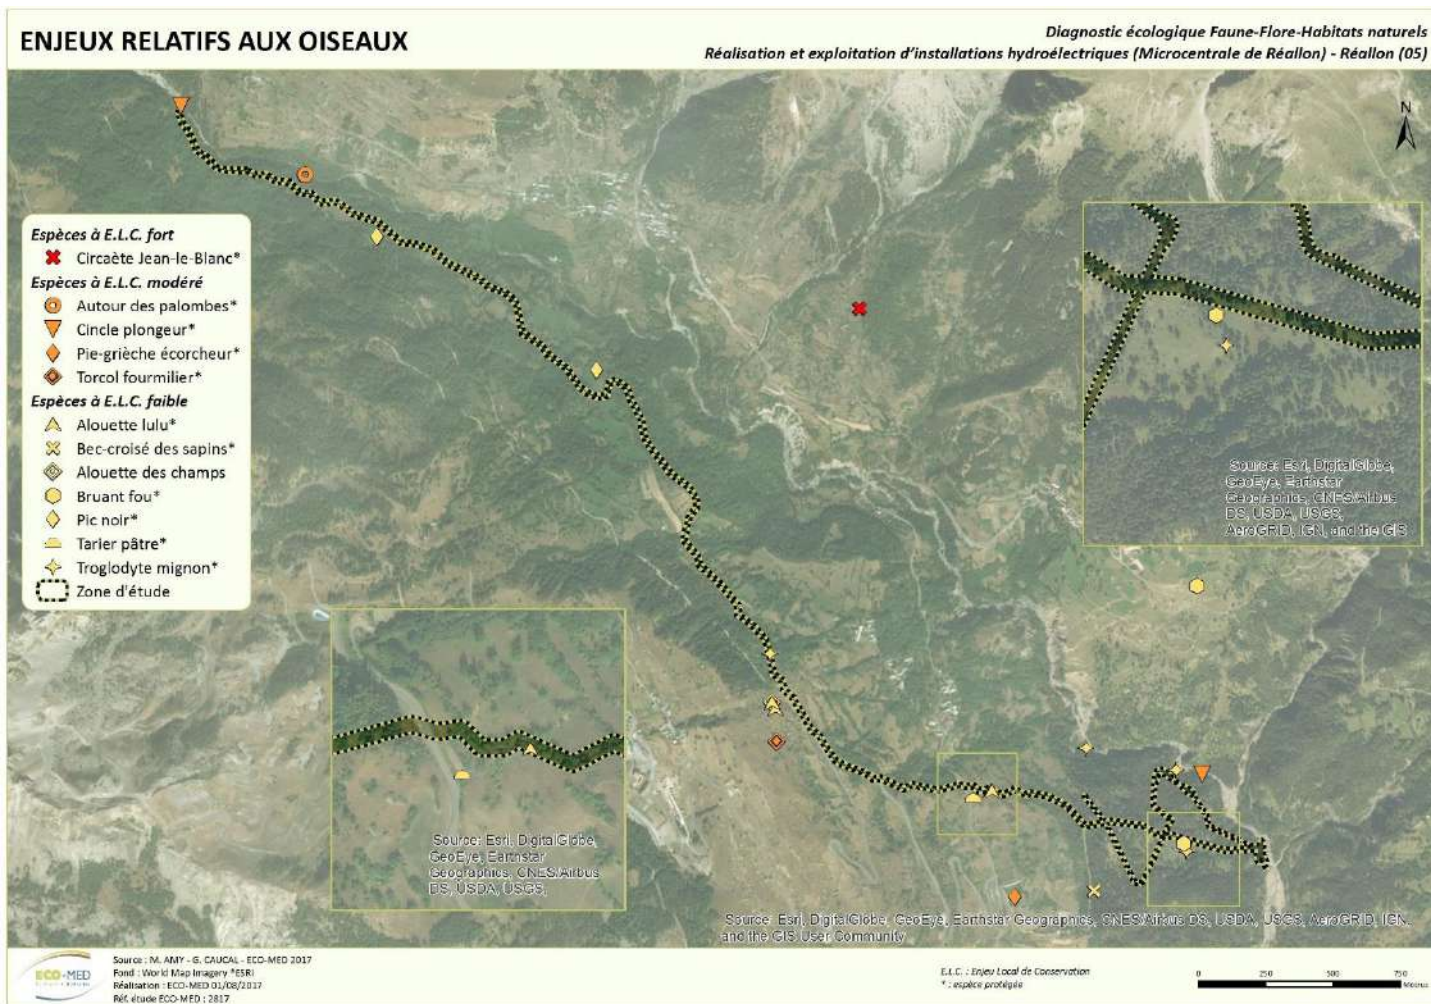 ENJEUX RELATIFS AUX OISEAUX
Diagnostic écologique Faune-Flore-Habitats naturels
Réalisation et exploitation d'installations hydroélectriques (Microcentrale de Réallon) - Réallon (05)
N
Espèces à E.L.C. fort
Circaète Jean-le-Blanc*
Espèces à E.L.C. modéré
Autour des palombes*
Cincle plongeur*
Pie-grièche écorcheur*
Torcol fourmilier*
Espèces à E.L.C. faible
Alouette lulu*
Bec-croisé des sapins*
Alouette des champs
Bruant fou*
Pic noir*
Tarier pâtre*
Troglodyte mignon*
Zone d'étude
Source: Esri, DigitalGlobe,
GeoEye, Earthstar
Geographics, CNES/Airbus
DS, USDA, USGS,
AeroGRID, IGN, and the GIS
Source: Esri, DigitalGlobe,
GeoEye, Earthstar
Geographics, CNES/Airbus
DS, USDA, USGS,
Source: Esri, DigitalGlobe, GeoEye, Earthstar Geographics, CNES/Airbus DS, USDA, USGS, AeroGRID, IGN,
and the GIS User Community
ECO-MED
Source : M. AMY - G. CAUCAL - ECO-MED 2017
Fond : World Map Imagery *ESRI
Réalisation : ECO-MED 01/08/2017
Réf. étude ECO-MED : 2817
E.L.C. : Enjeu Local de Conservation
* : espèce protégée
0 250 500 750
Mètres